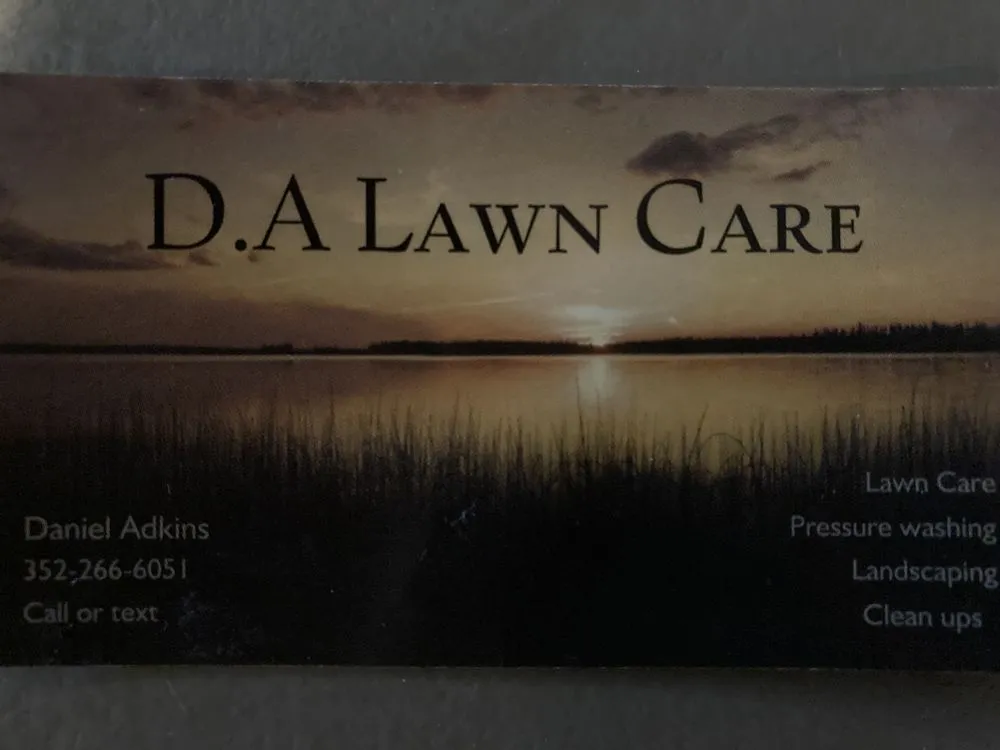 D.A Lawn Care
Daniel Adkins
352-266-6051
Call or text
Lawn Care
Pressure washing
Landscaping
Clean ups